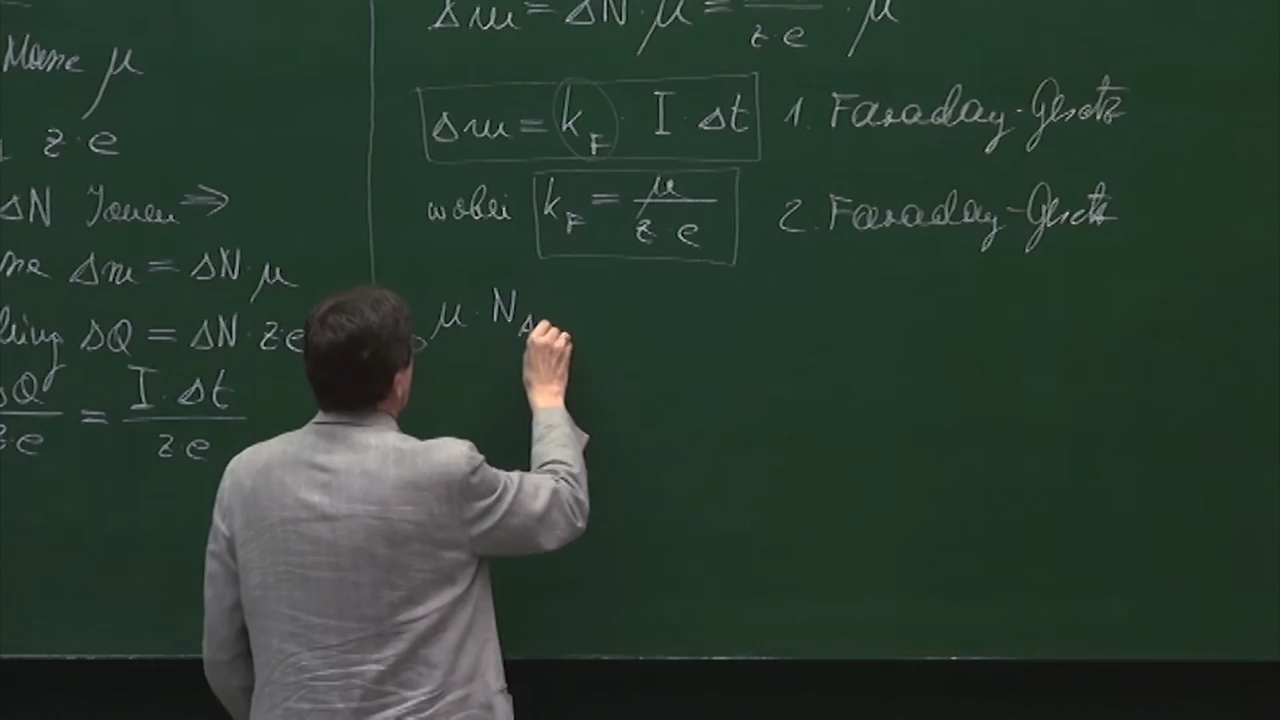 Masse μ
z·e
ΔN Ionen ⇒
Δm = ΔN·μ
ΔQ = ΔN·z·e
ΔQ/z·e = I·Δt/z·e
Δm = ΔN·μ = /z·e · μ
Δm = k_F · I·Δt 1. Faraday-Gesetz
wobei k_F = μ/z·e 2. Faraday-Gesetz
μ·N_A